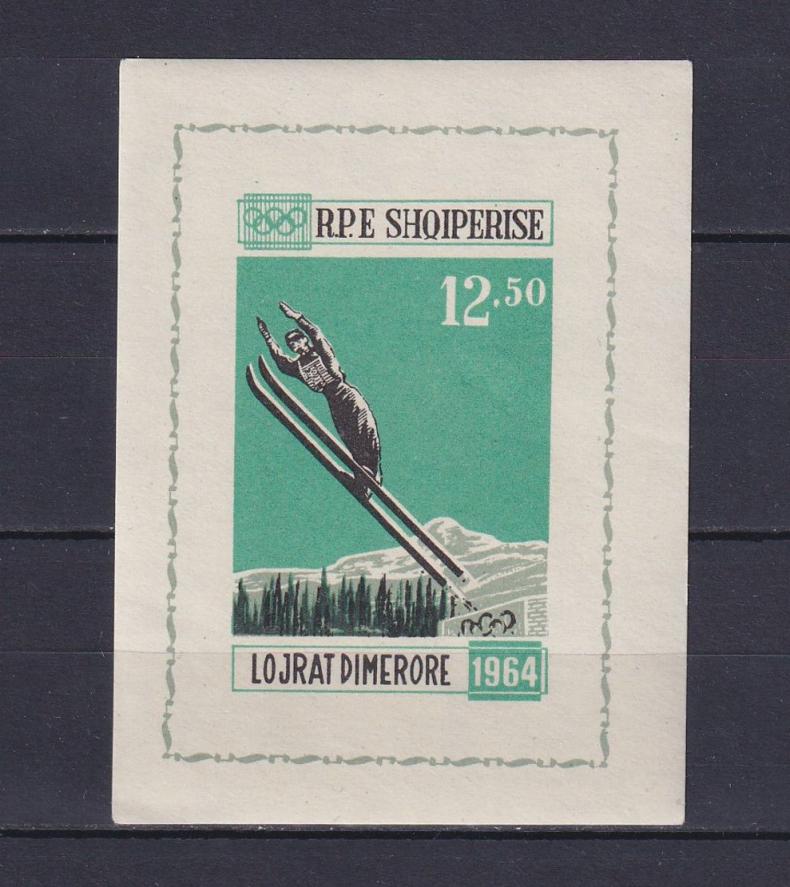 R.P.E SHQIPERISE
12.50
LOJRAT DIMERORE 1964